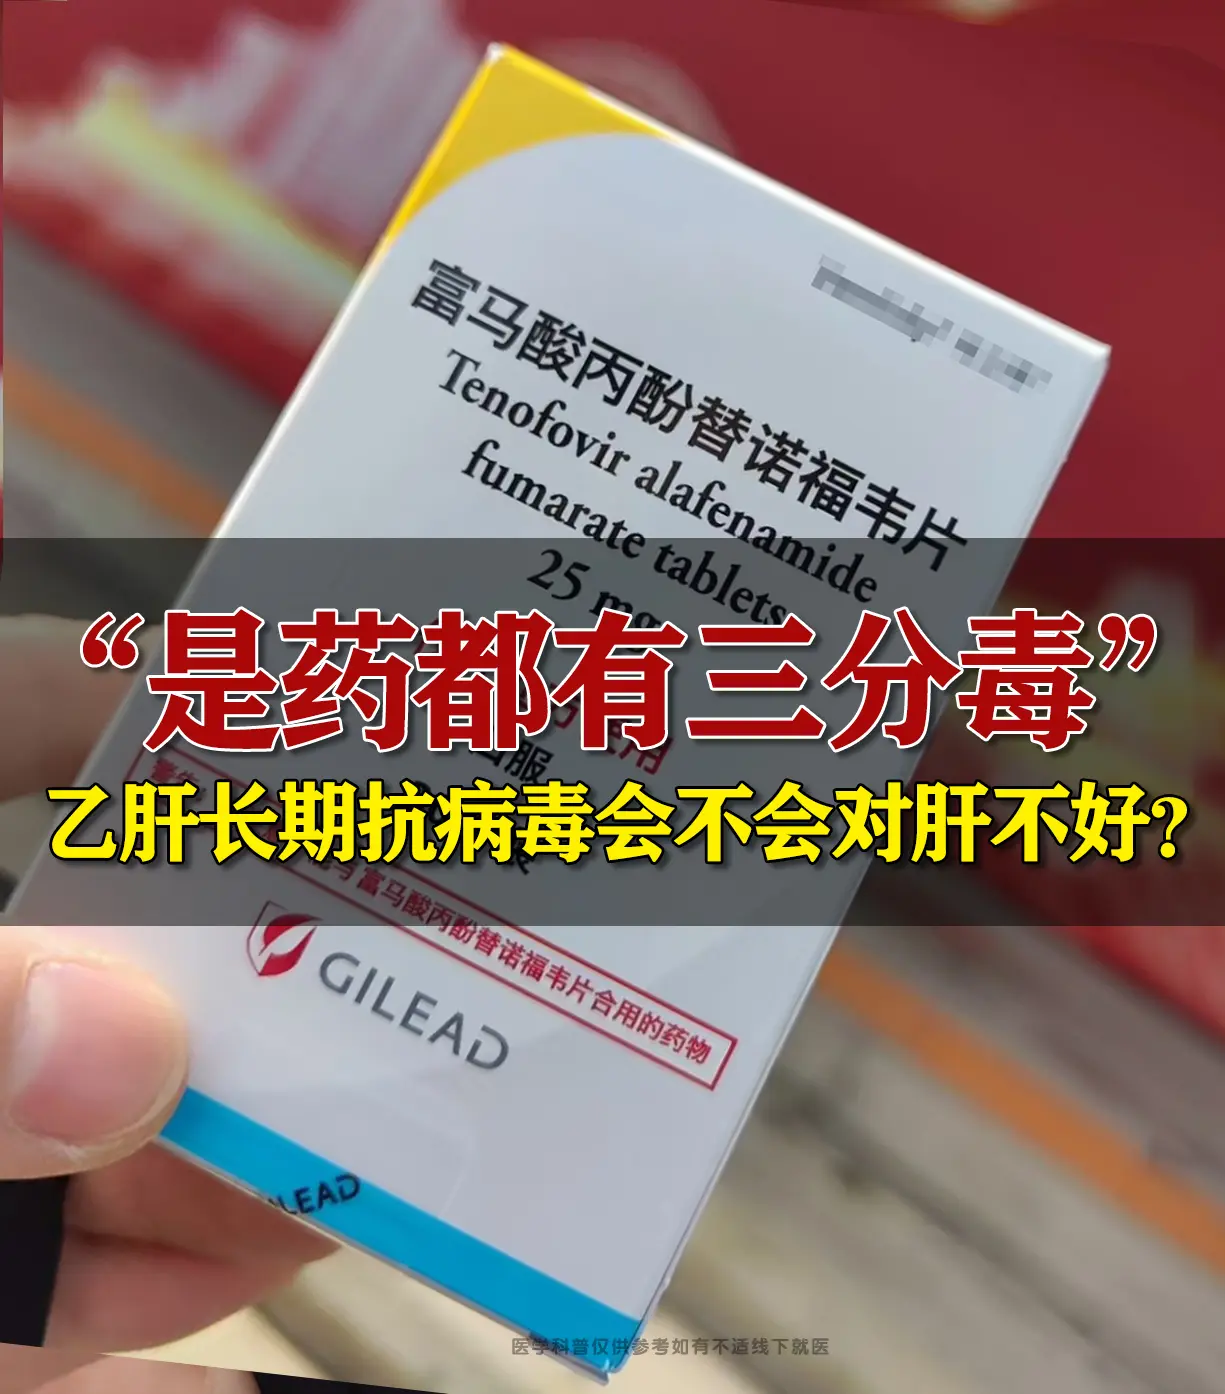 富马酸丙酚替诺福韦片
Tenofovir alafenamide
fumarate tablets
25 mg
“是药都有三分毒”
口服
乙肝长期抗病毒会不会对肝不好？
富马酸丙酚替诺福韦片合用的药物
GILEAD
GILEAD
医学科普仅供参考如有不适线下就医